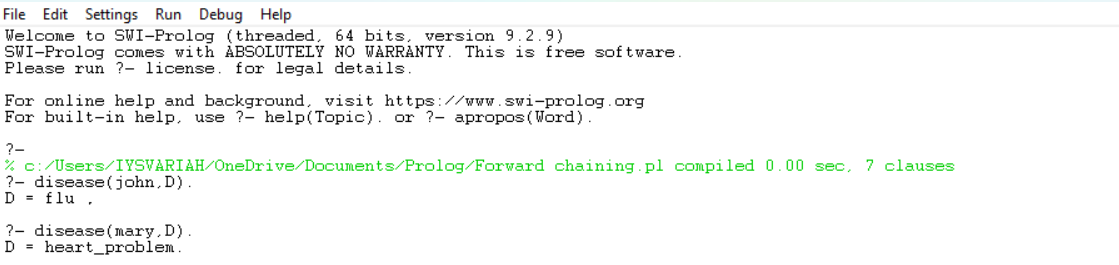 File Edit Settings Run Debug Help
Welcome to SWI-Prolog (threaded, 64 bits, version 9.2.9)
SWI-Prolog comes with ABSOLUTELY NO WARRANTY. This is free software.
Please run ?- license. for legal details.
For online help and background, visit https://www.swi-prolog.org
For built-in help, use ?- help(Topic). or ?- apropos(Word).
?-
% c:/Users/IYSVARIAH/OneDrive/Documents/Prolog/Forward chaining.pl compiled 0.00 sec, 7 clauses
?- disease(john,D).
D = flu .
?- disease(mary,D).
D = heart_problem.